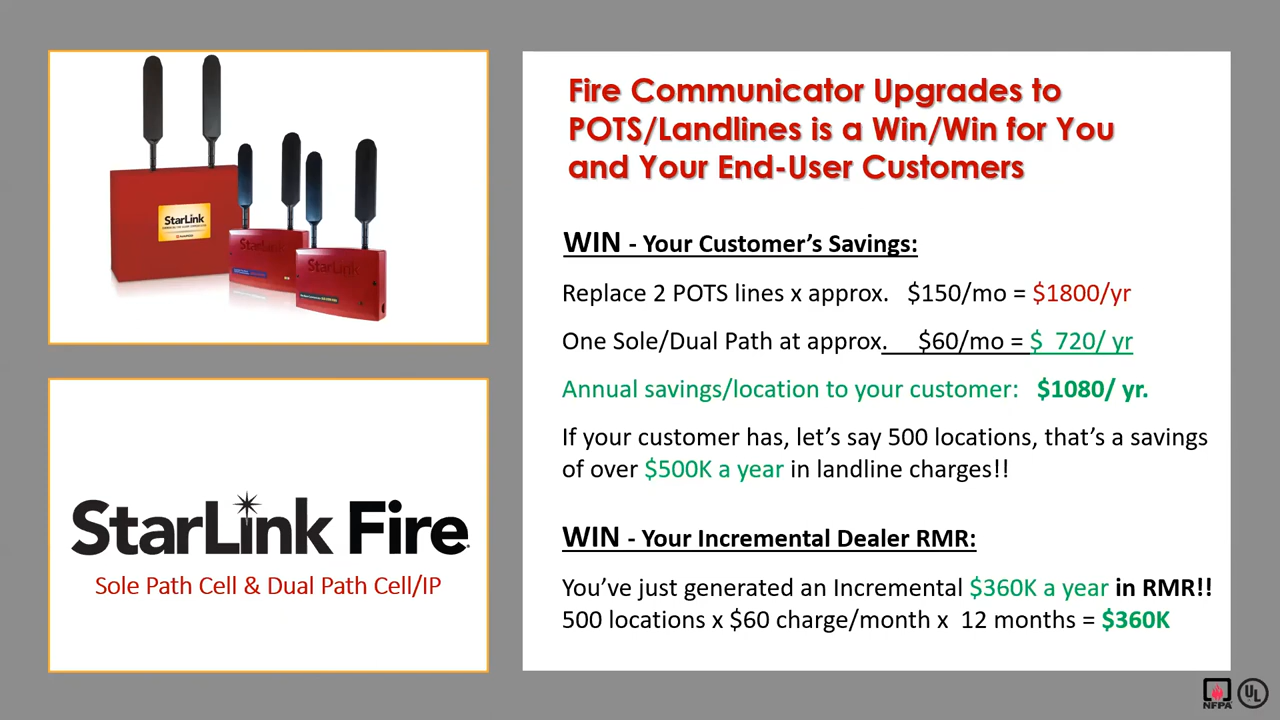 StarLink
StarLink
StarLink
StarLink Fire
Sole Path Cell & Dual Path Cell/IP
Fire Communicator Upgrades to
POTS/Landlines is a Win/Win for You
and Your End-User Customers
WIN - Your Customer’s Savings:
Replace 2 POTS lines x approx. $150/mo = $1800/yr
One Sole/Dual Path at approx. $60/mo = $ 720/ yr
Annual savings/location to your customer: $1080/ yr.
If your customer has, let’s say 500 locations, that’s a savings
of over $500K a year in landline charges!!
WIN - Your Incremental Dealer RMR:
You’ve just generated an Incremental $360K a year in RMR!!
500 locations x $60 charge/month x 12 months = $360K
NFPA
UL